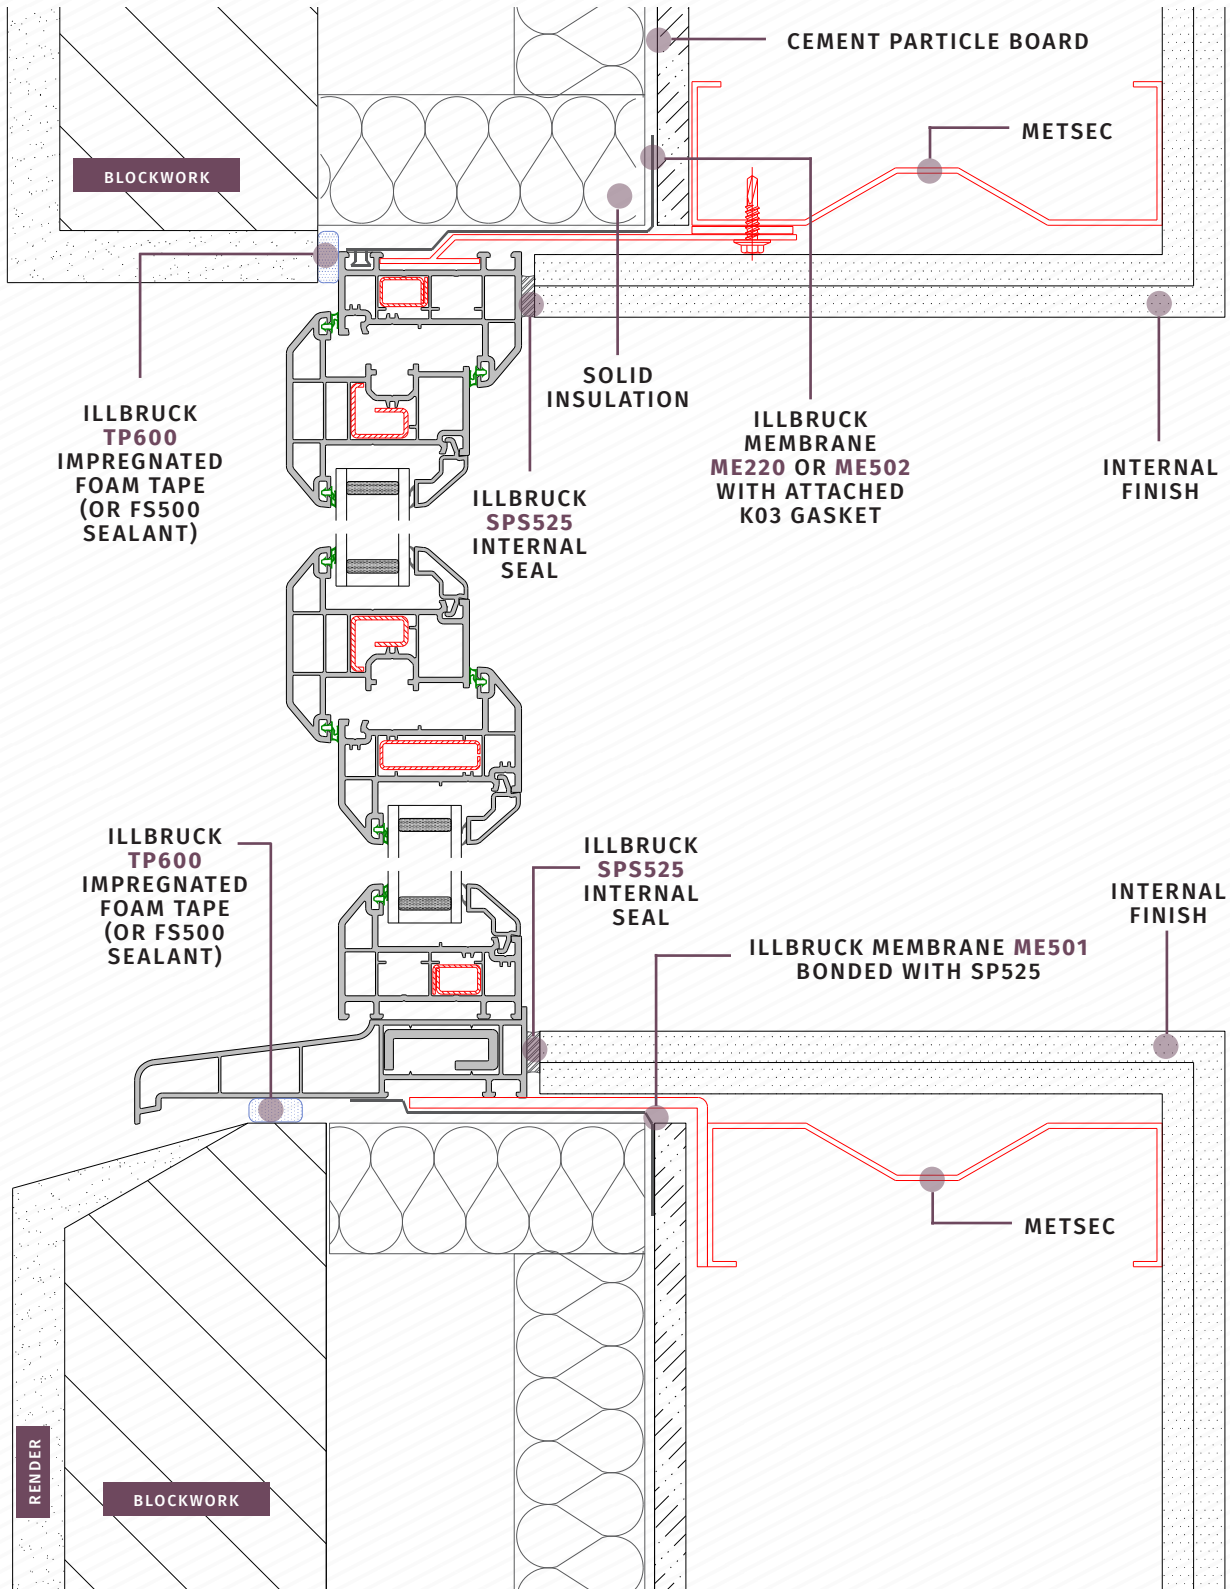 CEMENT PARTICLE BOARD
METSEC
BLOCKWORK
ILLBRUCK
TP600
IMPREGNATED
FOAM TAPE
(OR FS500
SEALANT)
SOLID
INSULATION
ILLBRUCK
MEMBRANE
ME220 OR ME502
WITH ATTACHED
K03 GASKET
INTERNAL
FINISH
ILLBRUCK
SPS525
INTERNAL
SEAL
ILLBRUCK
TP600
IMPREGNATED
FOAM TAPE
(OR FS500
SEALANT)
ILLBRUCK
SPS525
INTERNAL
SEAL
INTERNAL
FINISH
ILLBRUCK MEMBRANE ME501
BONDED WITH SP525
METSEC
RENDER
BLOCKWORK